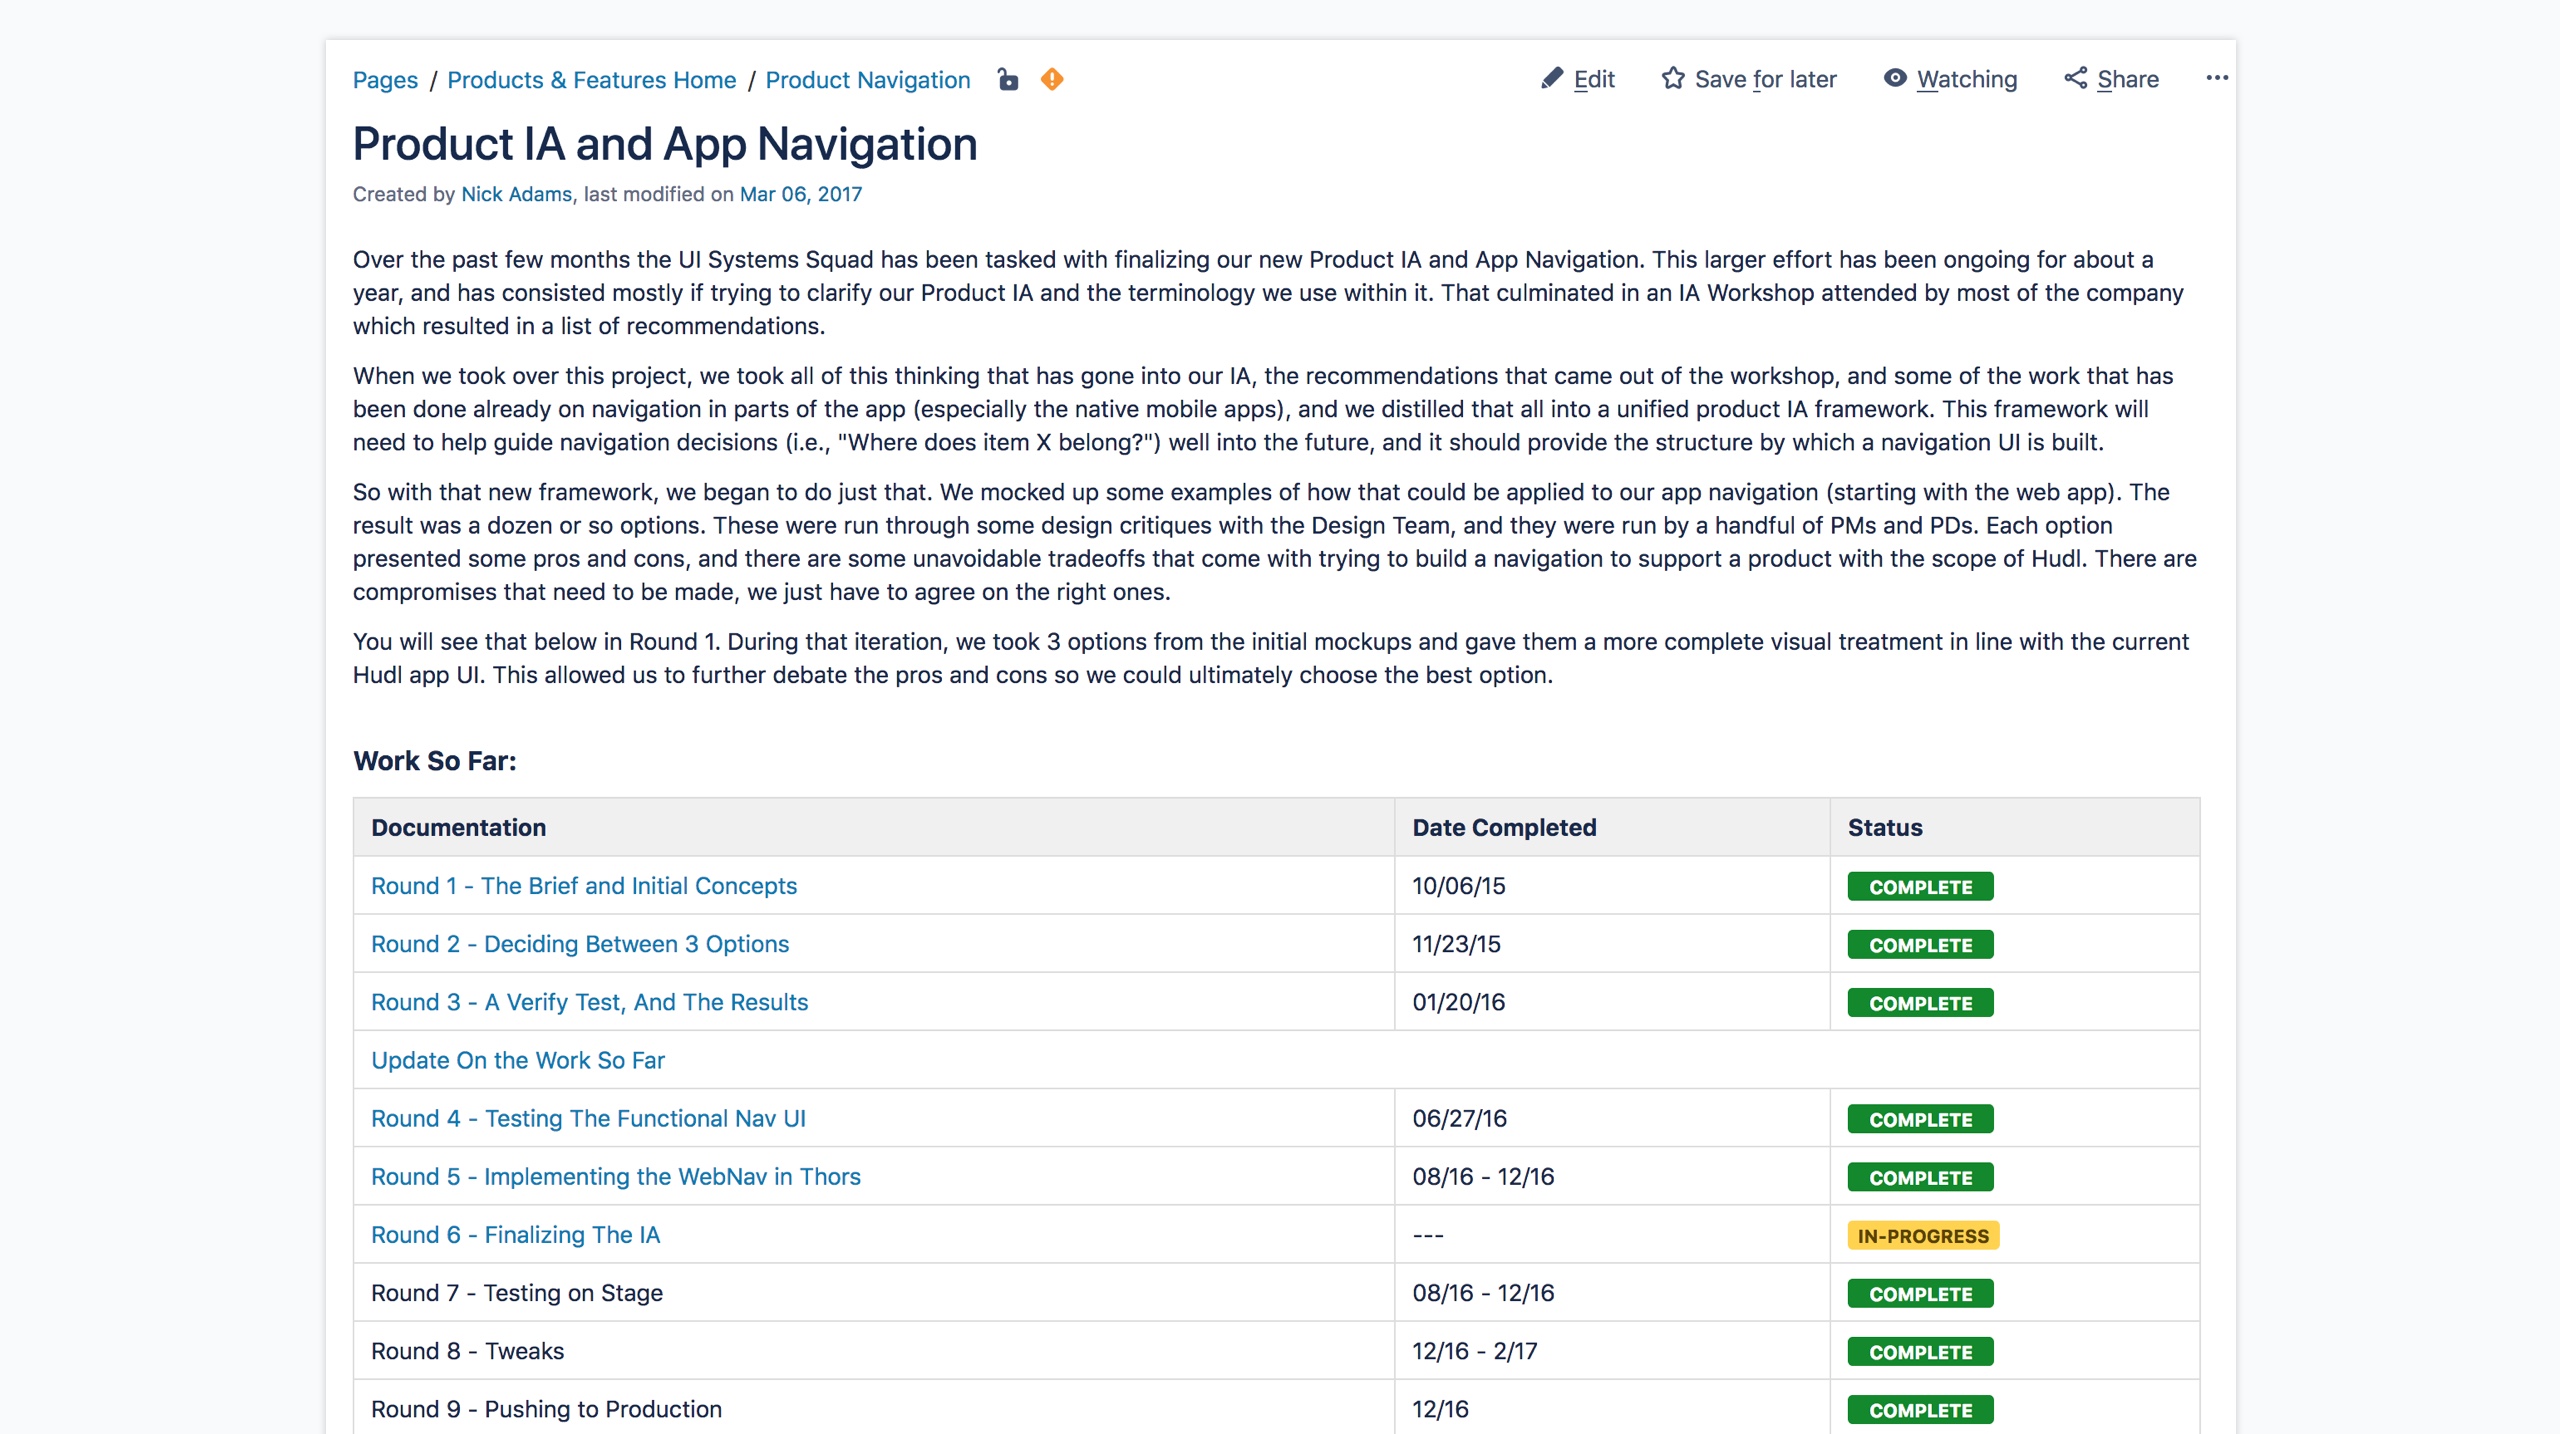 Pages / Products & Features Home / Product Navigation
Edit Save for later Watching Share
Product IA and App Navigation
Created by Nick Adams, last modified on Mar 06, 2017
Over the past few months the UI Systems Squad has been tasked with finalizing our new Product IA and App Navigation. This larger effort has been ongoing for about a
year, and has consisted mostly if trying to clarify our Product IA and the terminology we use within it. That culminated in an IA Workshop attended by most of the company
which resulted in a list of recommendations.
When we took over this project, we took all of this thinking that has gone into our IA, the recommendations that came out of the workshop, and some of the work that has
been done already on navigation in parts of the app (especially the native mobile apps), and we distilled that all into a unified product IA framework. This framework will
need to help guide navigation decisions (i.e., "Where does item X belong?") well into the future, and it should provide the structure by which a navigation UI is built.
So with that new framework, we began to do just that. We mocked up some examples of how that could be applied to our app navigation (starting with the web app). The
result was a dozen or so options. These were run through some design critiques with the Design Team, and they were run by a handful of PMs and PDs. Each option
presented some pros and cons, and there are some unavoidable tradeoffs that come with trying to build a navigation to support a product with the scope of Hudl. There are
compromises that need to be made, we just have to agree on the right ones.
You will see that below in Round 1. During that iteration, we took 3 options from the initial mockups and gave them a more complete visual treatment in line with the current
Hudl app UI. This allowed us to further debate the pros and cons so we could ultimately choose the best option.
Work So Far:
Documentation Date Completed Status
Round 1 - The Brief and Initial Concepts 10/06/15 COMPLETE
Round 2 - Deciding Between 3 Options 11/23/15 COMPLETE
Round 3 - A Verify Test, And The Results 01/20/16 COMPLETE
Update On the Work So Far
Round 4 - Testing The Functional Nav UI 06/27/16 COMPLETE
Round 5 - Implementing the WebNav in Thors 08/16 - 12/16 COMPLETE
Round 6 - Finalizing The IA --- IN-PROGRESS
Round 7 - Testing on Stage 08/16 - 12/16 COMPLETE
Round 8 - Tweaks 12/16 - 2/17 COMPLETE
Round 9 - Pushing to Production 12/16 COMPLETE